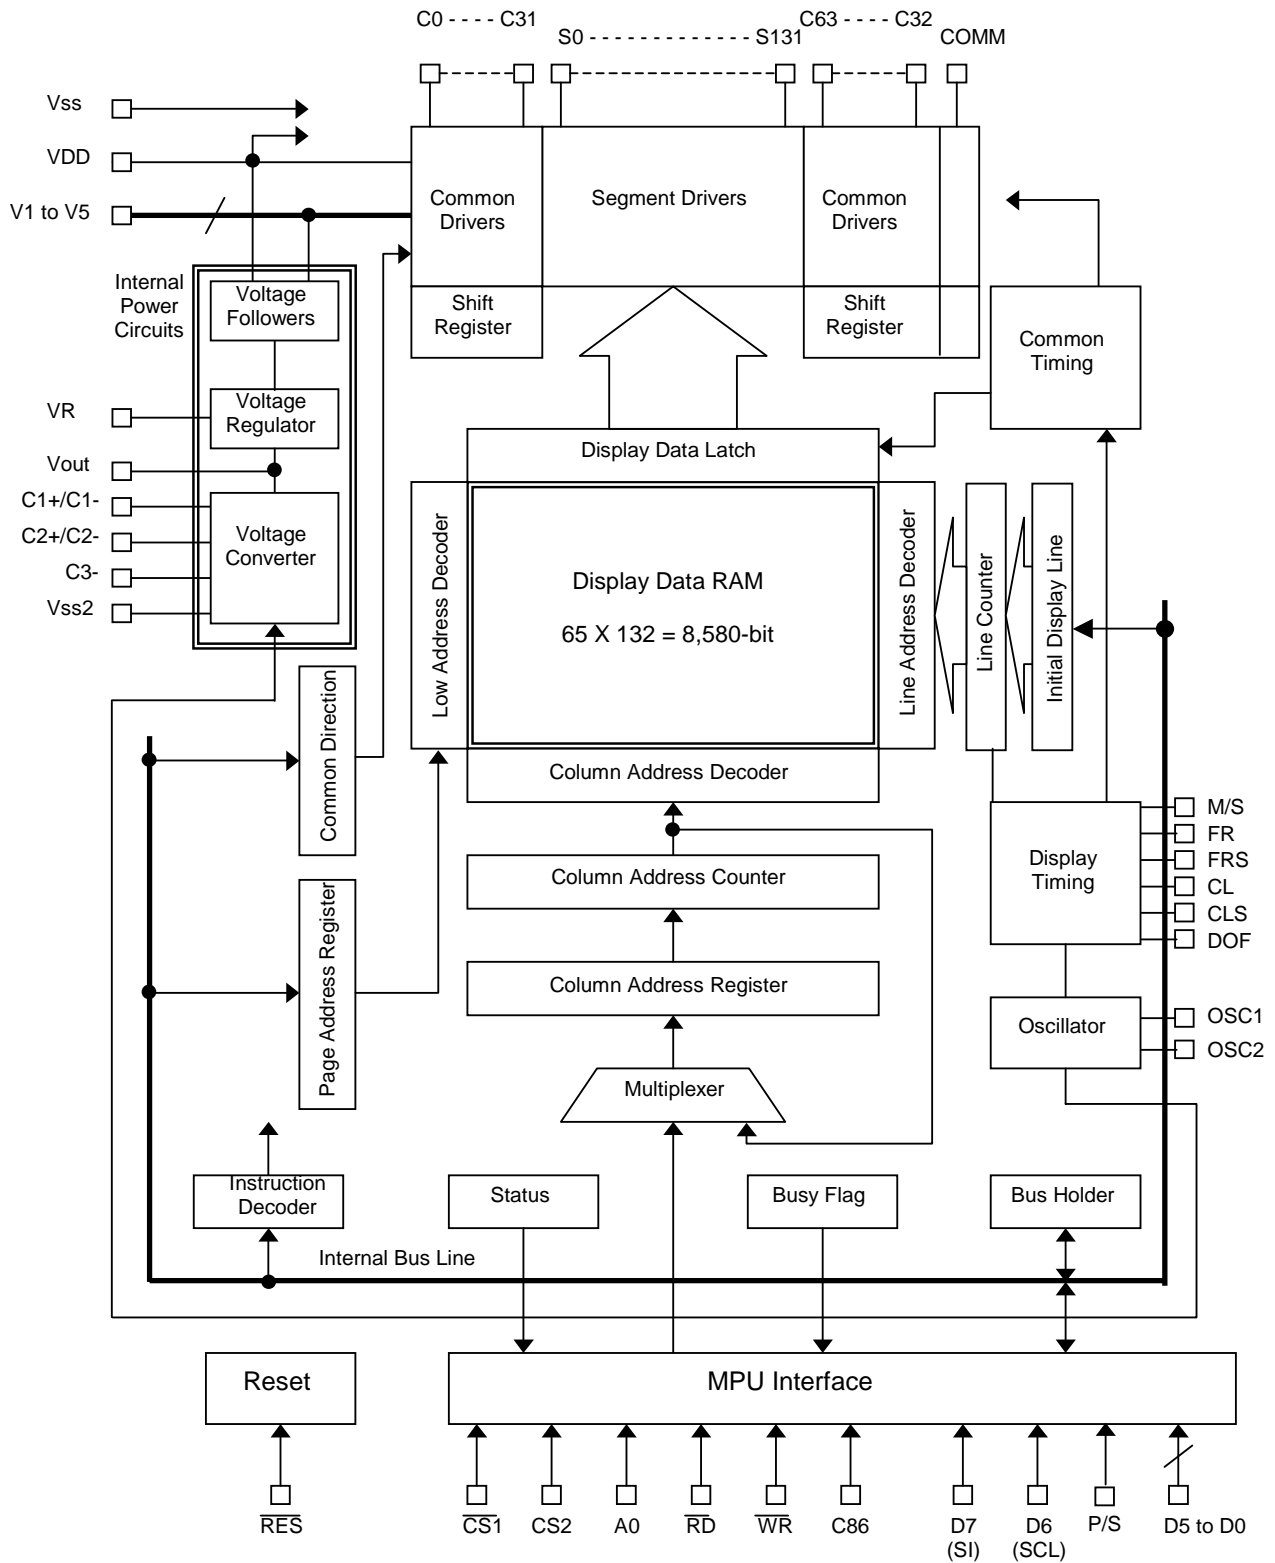 C0 - - - - C31
C63 - - - - C32
S0 - - - - - - - - - - - - - S131
COMM
Vss
VDD
V1 to V5
Common
Drivers
Segment Drivers
Common
Drivers
Internal
Power
Circuits
Voltage
Followers
Shift
Register
Shift
Register
Common
Timing
VR
Voltage
Regulator
Display Data Latch
Vout
C1+/C1-
C2+/C2-
C3-
Vss2
Voltage
Converter
Low Address Decoder
Display Data RAM
65 X 132 = 8,580-bit
Line Address Decoder
Line Counter
Initial Display Line
Common Direction
Column Address Decoder
Display
Timing
M/S
FR
FRS
CL
CLS
DOF
Column Address Counter
Page Address Register
Column Address Register
Oscillator
OSC1
OSC2
Multiplexer
Instruction
Decoder
Status
Busy Flag
Bus Holder
Internal Bus Line
Reset
MPU Interface
R̅E̅S̅
C̅S̅1
CS2
A0
R̅D̅
W̅R̅
C86
D7
(SI)
D6
(SCL)
P/S
D5 to D0